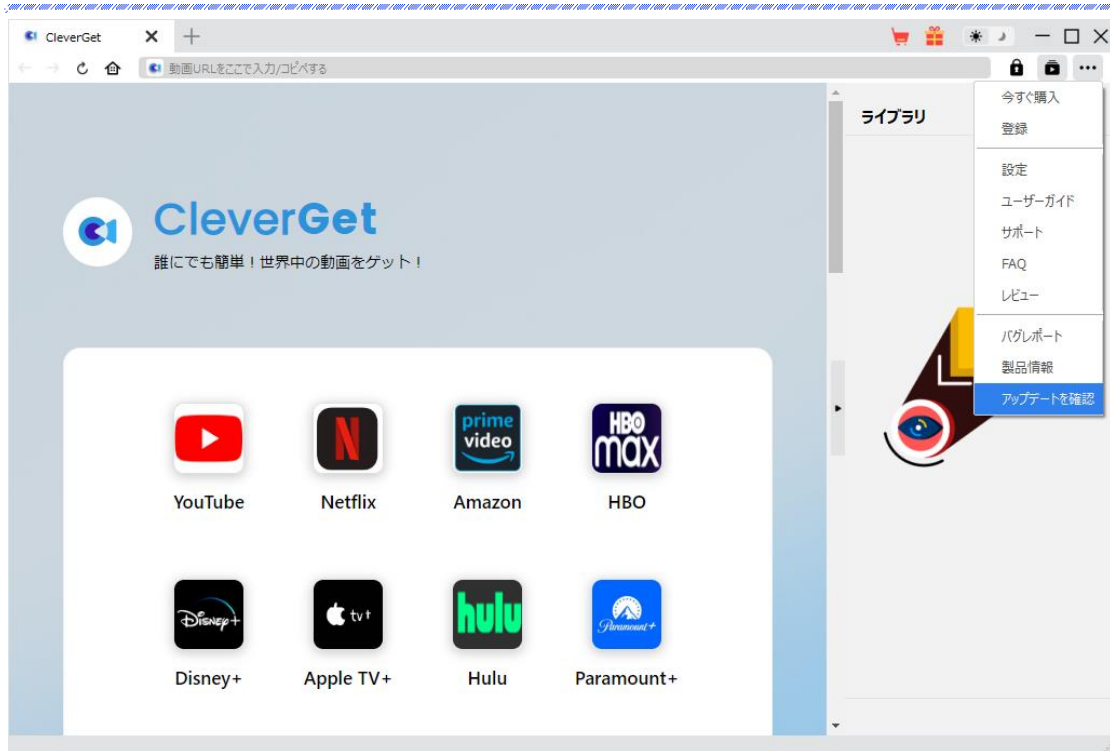 CleverGet
動画URLをここで入力/コピペする
今すぐ購入
登録
設定
ユーザーガイド
サポート
FAQ
レビュー
バグレポート
製品情報
アップデートを確認
ライブラリ
CleverGet
誰にでも簡単！世界中の動画をゲット！
prime
video
HBO
max
N
YouTube
Netflix
Amazon
HBO
Disney+
tv+
hulu
Paramount+
Disney+
Apple TV+
Hulu
Paramount+